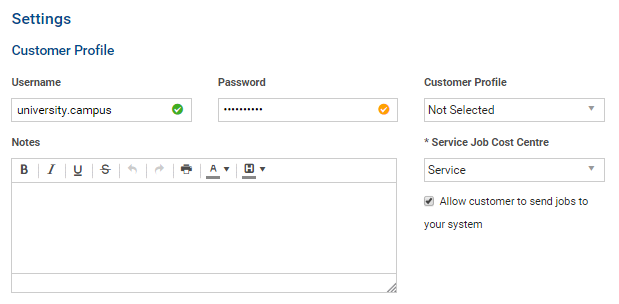 Settings
Customer Profile
Username
Password
Customer Profile
university.campus
••••••••••
Not Selected
Notes
* Service Job Cost Centre
B I U S A H
Service
Allow customer to send jobs to
your system